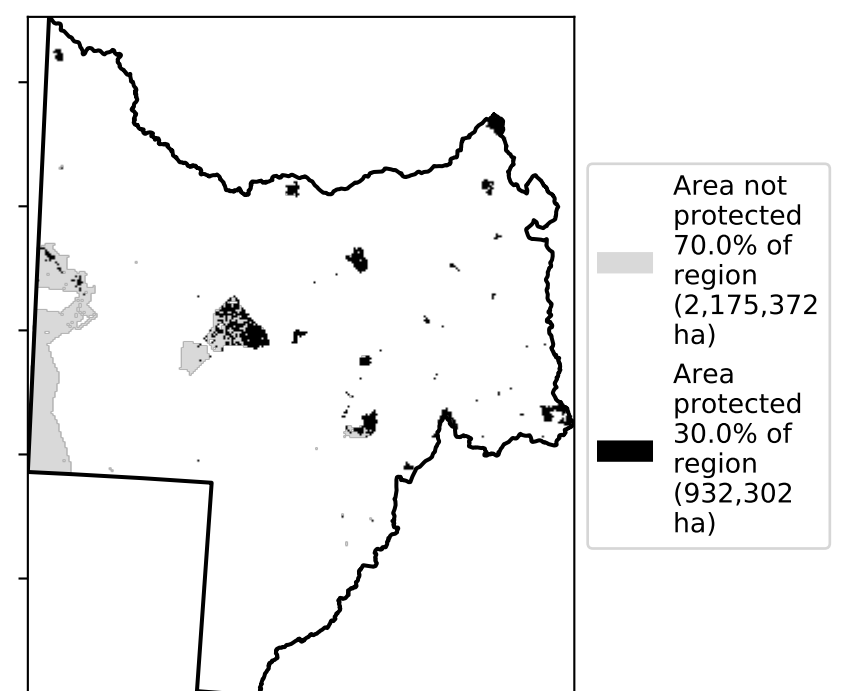 Area not
protected
70.0% of
region
(2,175,372
ha)
Area
protected
30.0% of
region
(932,302
ha)